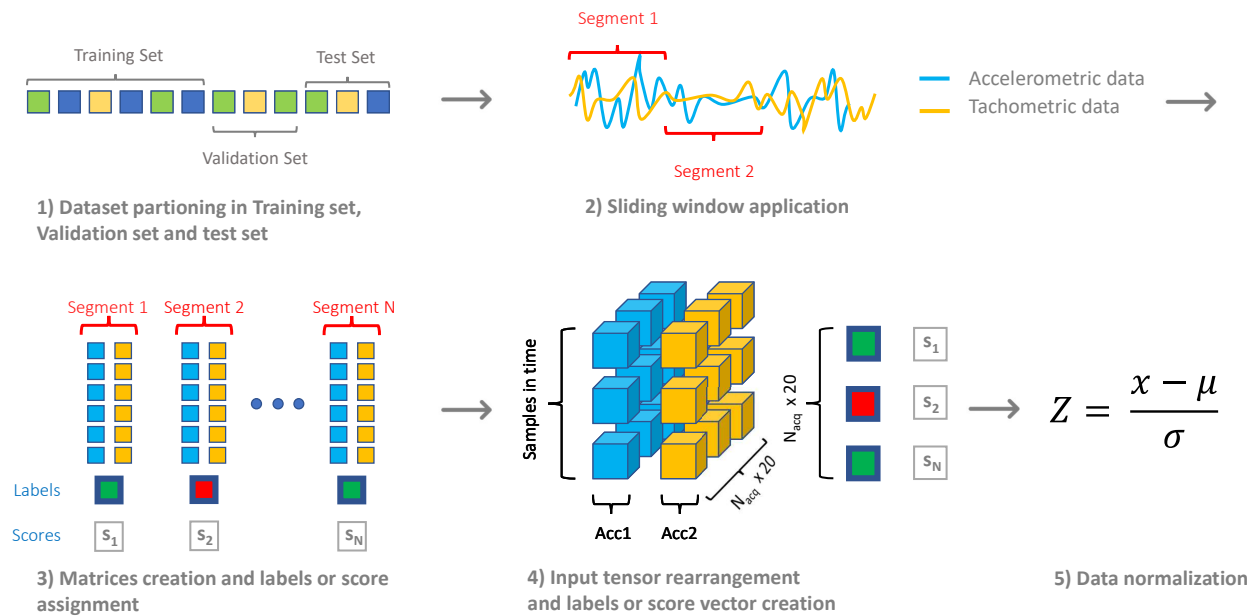 Training Set
Test Set
Validation Set
1) Dataset partioning in Training set,
Validation set and test set
Segment 1
Segment 2
Accelerometric data
Tachometric data
2) Sliding window application
Segment 1
Segment 2
Segment N
Labels
Scores
S1
S2
SN
3) Matrices creation and labels or score
assignment
Samples in time
Acc1
Acc2
Nacq x 20
Nacq x 20
S1
S2
SN
4) Input tensor rearrangement
and labels or score vector creation
Z = x − μ / σ
5) Data normalization